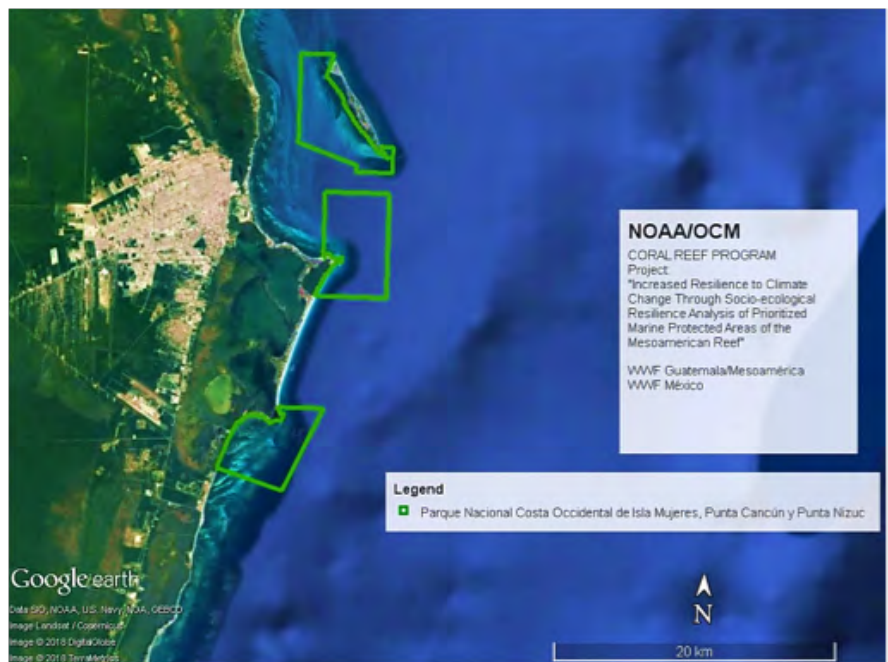 NOAA/OCM
CORAL REEF PROGRAM
Project:
"Increased Resilience to Climate
Change Through Socio-ecological
Resilience Analysis of Prioritized
Marine Protected Areas of the
Mesoamerican Reef"
WWF Guatemala/Mesoamérica
WWF México
Legend
Parque Nacional Costa Occidental de Isla Mujeres, Punta Cancún y Punta Nizuc
Google earth
Data SIO, NOAA, U.S. Navy, NGA, GEBCO
Image Landsat / Copernicus
Image © 2018 DigitalGlobe
Image © 2018 TerraMetrics
N
20 km